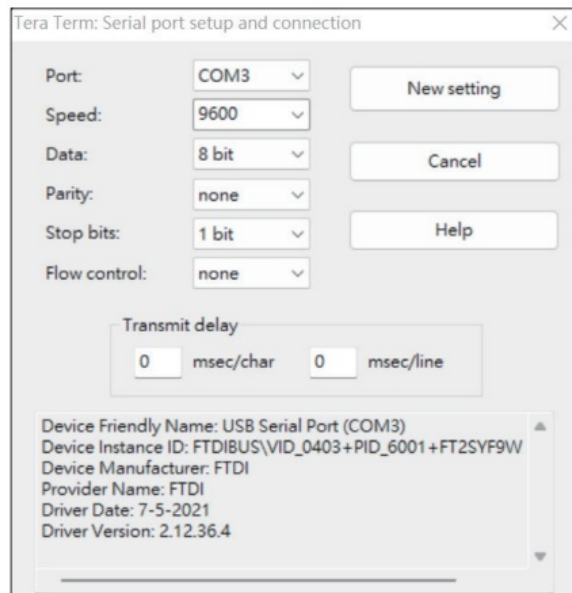 Tera Term: Serial port setup and connection
Port: COM3 New setting
Speed: 9600
Data: 8 bit Cancel
Parity: none
Stop bits: 1 bit Help
Flow control: none
Transmit delay
0 msec/char 0 msec/line
Device Friendly Name: USB Serial Port (COM3)
Device Instance ID: FTDIBUS\VID_0403+PID_6001+FT2SYF9W
Device Manufacturer: FTDI
Provider Name: FTDI
Driver Date: 7-5-2021
Driver Version: 2.12.36.4